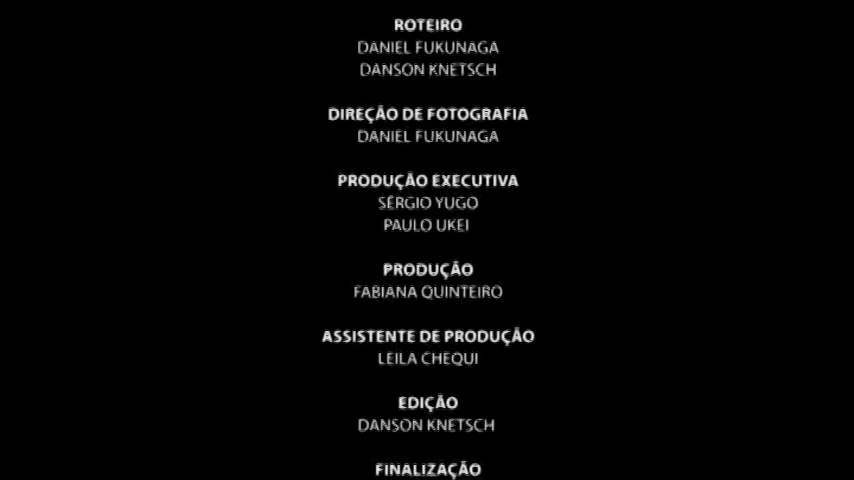 ROTEIRO
DANIEL FUKUNAGA
DANSON KNETSCH
DIREÇÃO DE FOTOGRAFIA
DANIEL FUKUNAGA
PRODUÇÃO EXECUTIVA
SÉRGIO YUGO
PAULO UKEI
PRODUÇÃO
FABIANA QUINTEIRO
ASSISTENTE DE PRODUÇÃO
LEILA CHEQUI
EDIÇÃO
DANSON KNETSCH
FINALIZAÇÃO